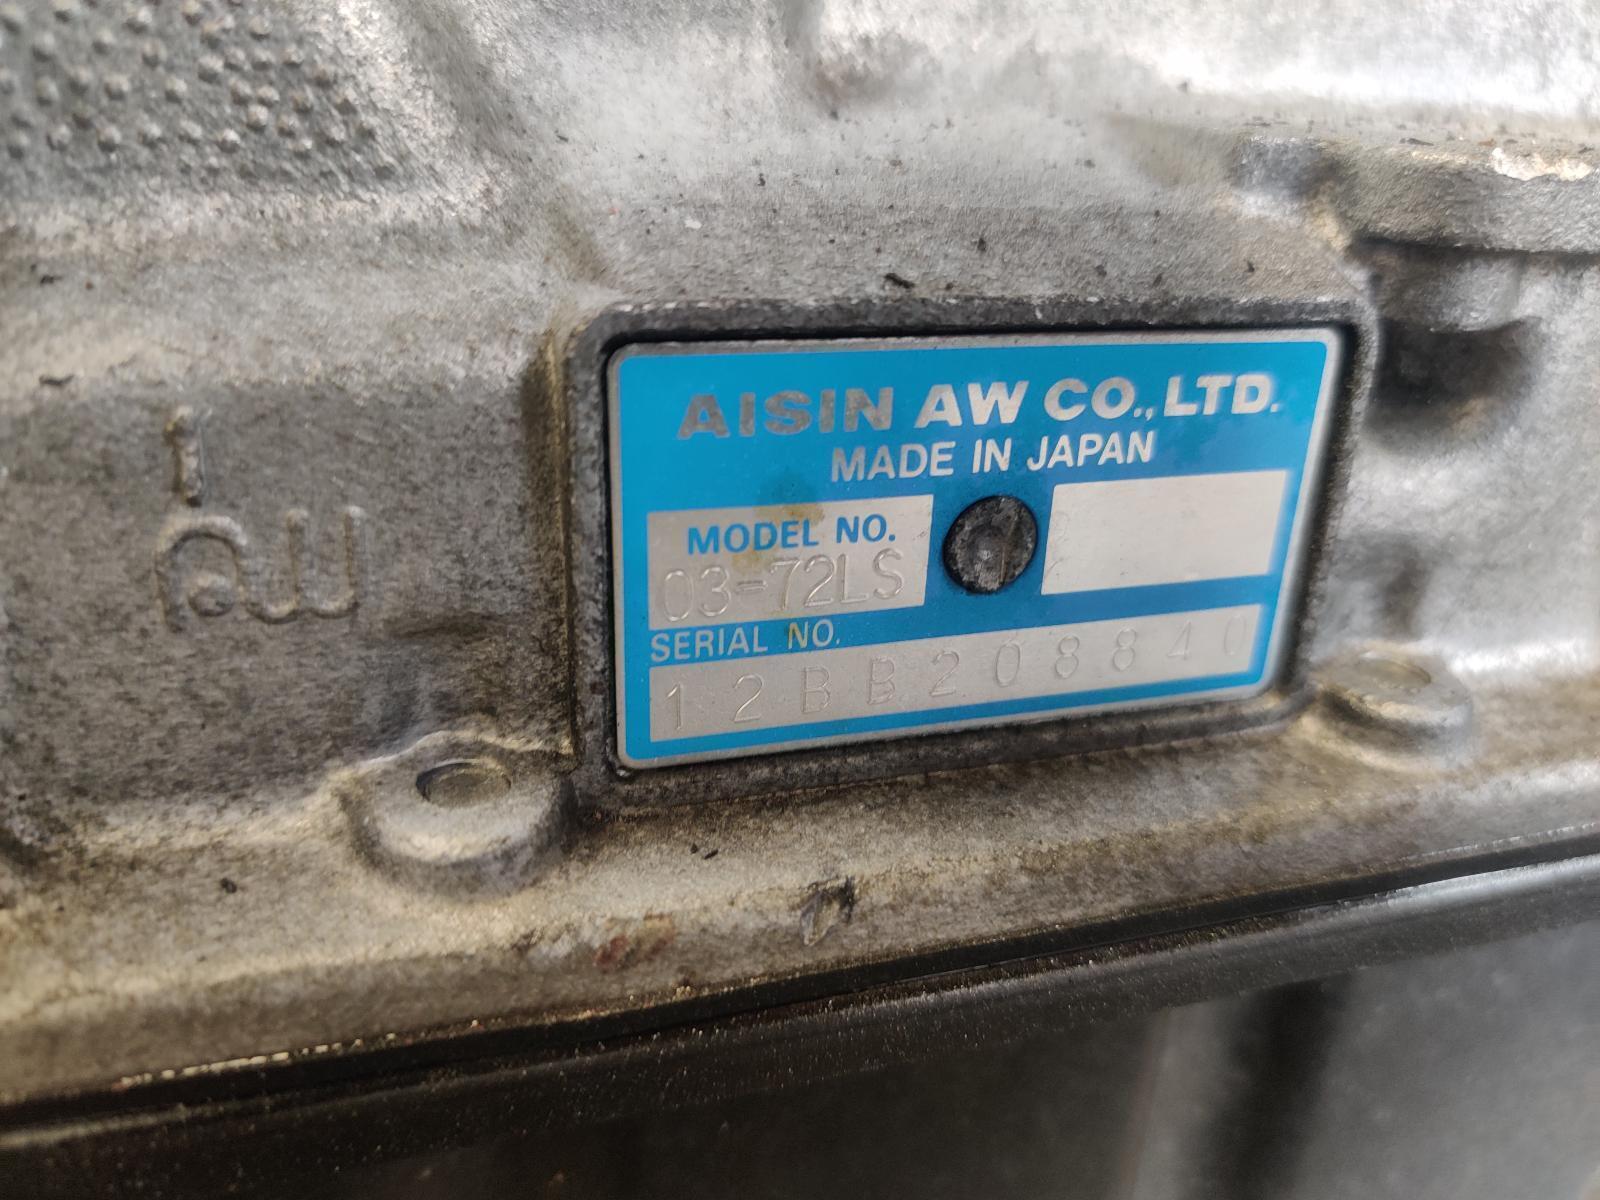 AISIN AW CO., LTD.
MADE IN JAPAN
MODEL NO.
03-72LS
SERIAL NO.
12BB208840